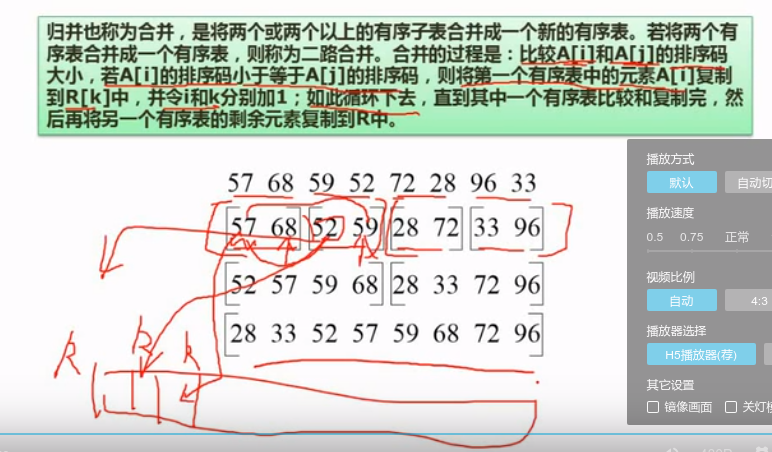 归并也称为合并，是将两个或两个以上的有序子表合并成一个新的有序表。若将两个有
序表合并成一个有序表，则称为二路合并。合并的过程是：比较A[i]和A[j]的排序码
大小，若A[i]的排序码小于等于A[j]的排序码，则将第一个有序表中的元素A[i]复制
到R[k]中，并令i和k分别加1；如此循环下去，直到其中一个有序表比较和复制完，然
后再将另一个有序表的剩余元素复制到R中。
57 68 59 52 72 28 96 33
[57 68] [52 59] [28 72] [33 96]
[52 57 59 68] [28 33 72 96]
[28 33 52 57 59 68 72 96]
R R k
播放方式
默认 自动切
播放速度
0.5 0.75 正常
视频比例
自动 4:3
播放器选择
H5播放器(荐)
其它设置
镜像画面 关灯模